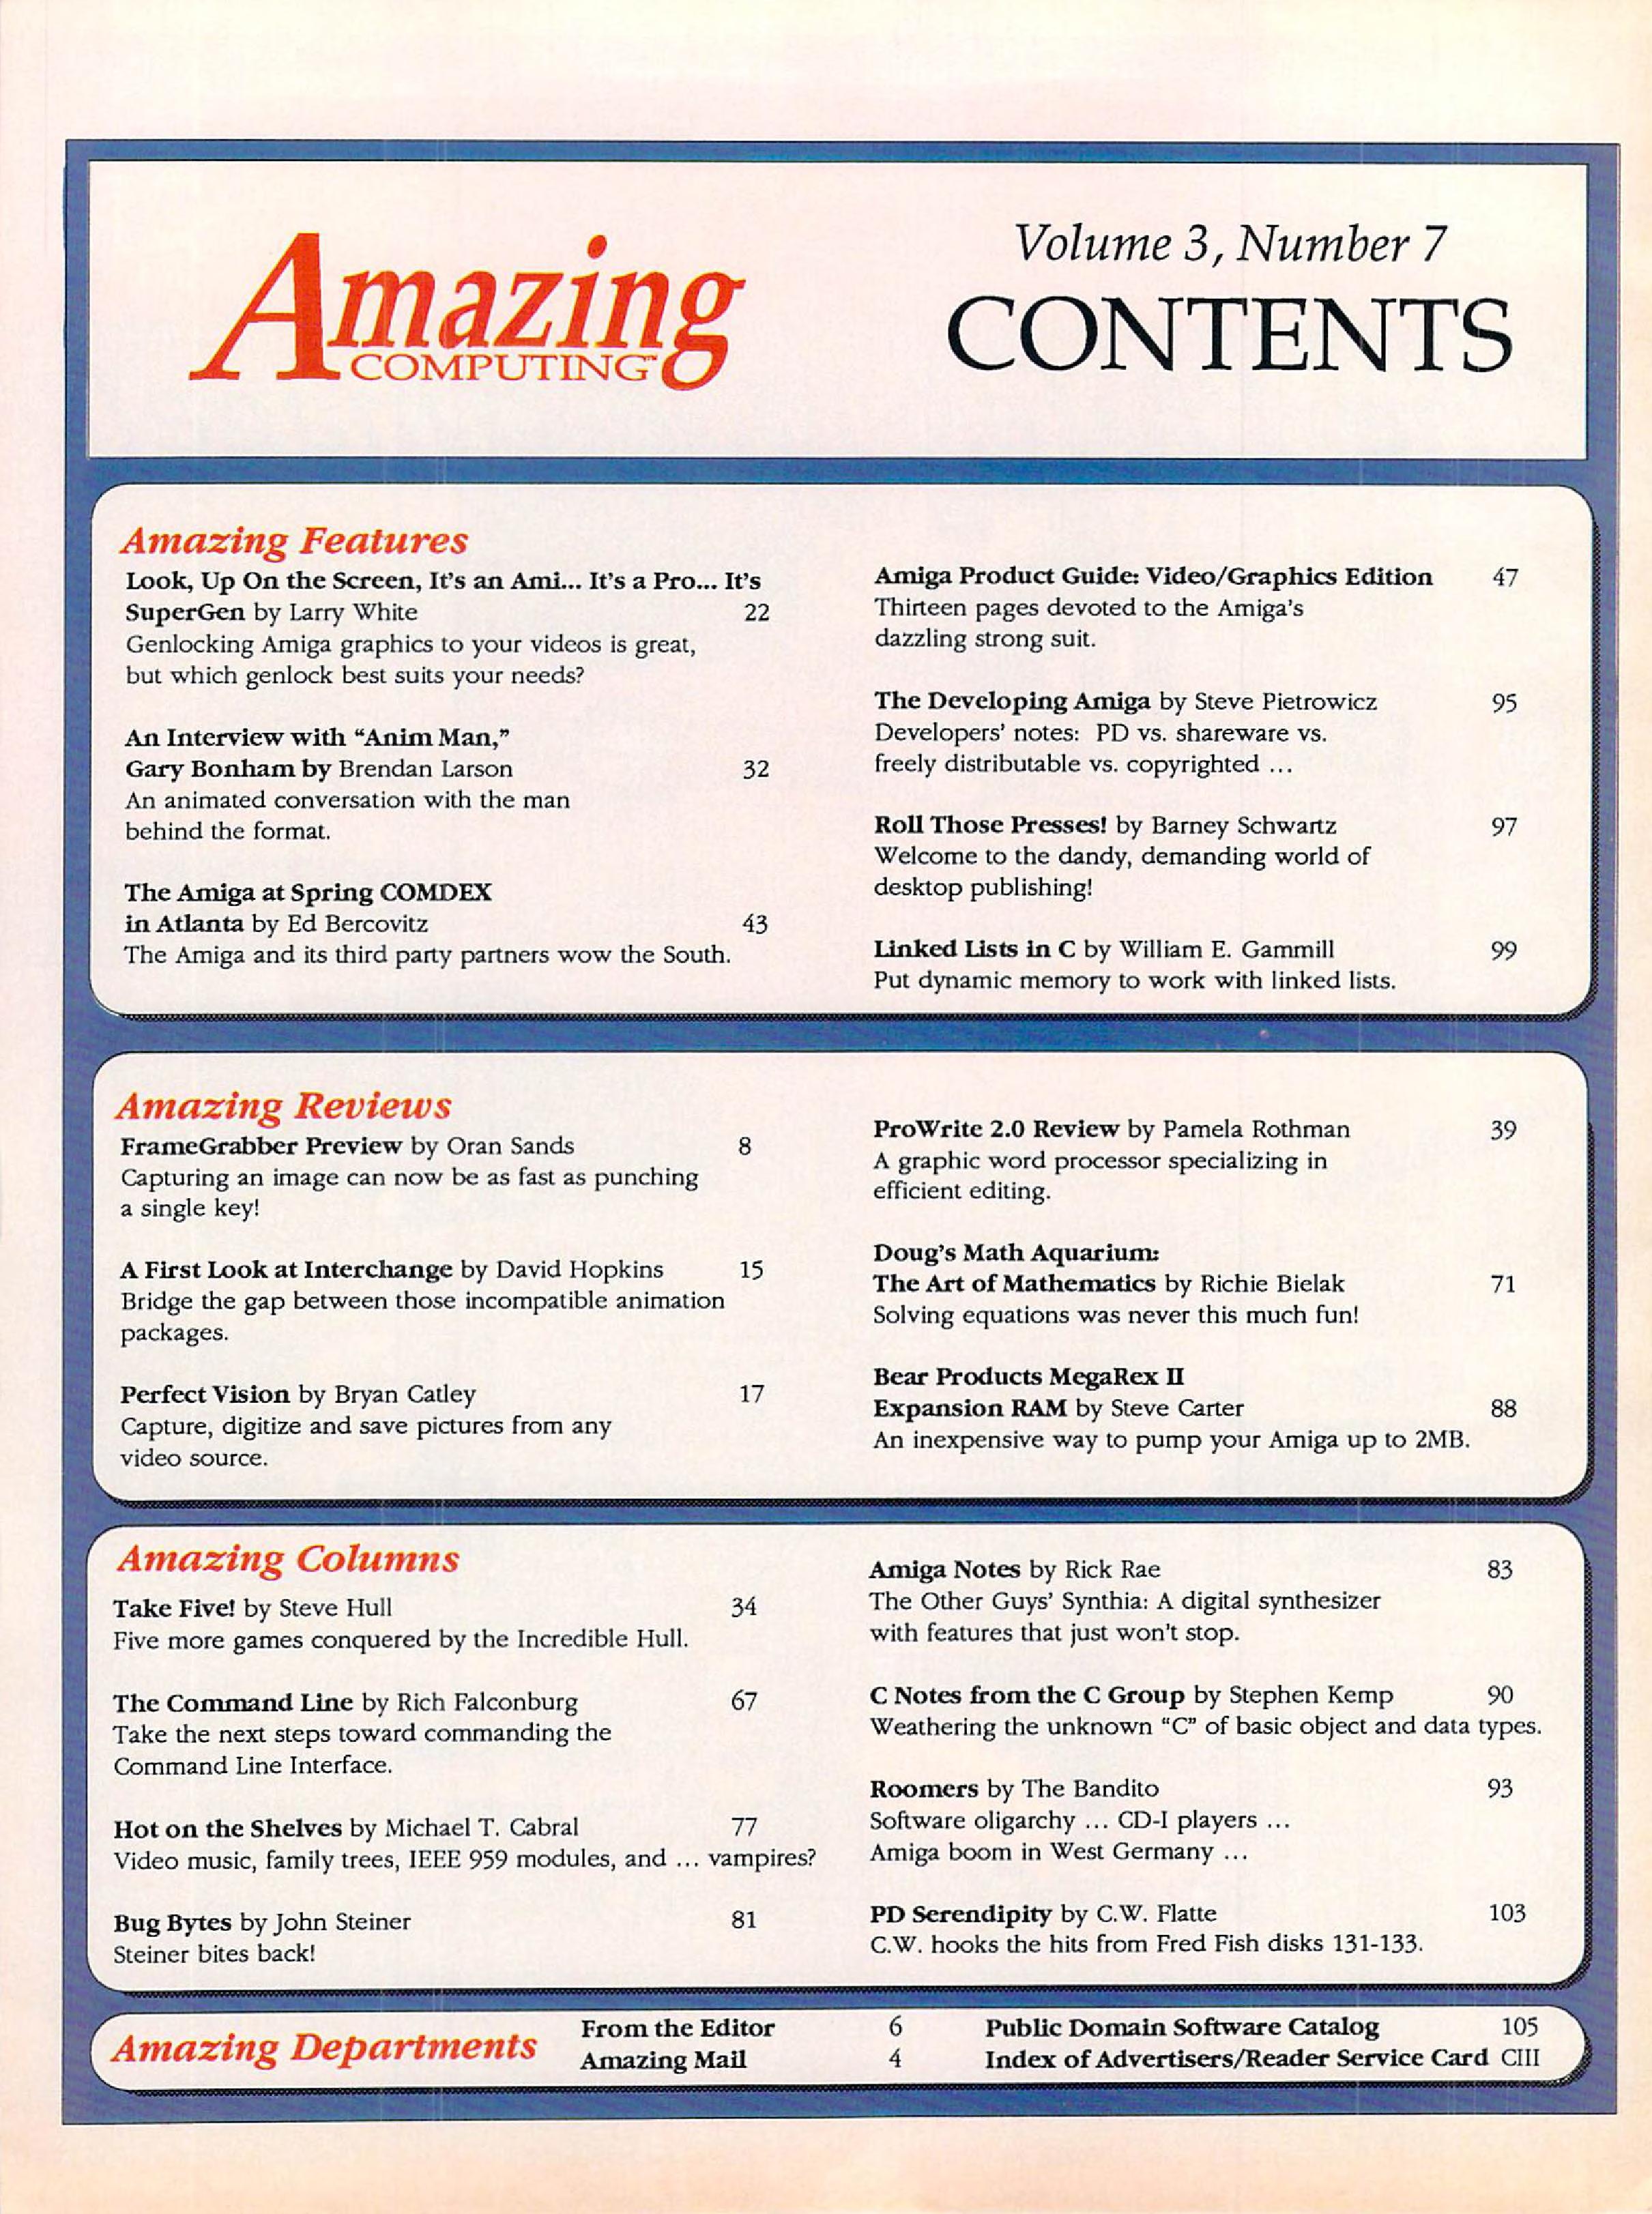 Amazing
COMPUTING™
Volume 3, Number 7
CONTENTS
Amazing Features
Look, Up On the Screen, It's an Ami... It's a Pro... It's
SuperGen by Larry White 22
Genlocking Amiga graphics to your videos is great,
but which genlock best suits your needs?
An Interview with “Anim Man,”
Gary Bonham by Brendan Larson 32
An animated conversation with the man
behind the format.
The Amiga at Spring COMDEX
in Atlanta by Ed Bercovitz 43
The Amiga and its third party partners wow the South.
Amiga Product Guide: Video/Graphics Edition 47
Thirteen pages devoted to the Amiga's
dazzling strong suit.
The Developing Amiga by Steve Pietrowicz 95
Developers' notes: PD vs. shareware vs.
freely distributable vs. copyrighted ...
Roll Those Presses! by Barney Schwartz 97
Welcome to the dandy, demanding world of
desktop publishing!
Linked Lists in C by William E. Gammill 99
Put dynamic memory to work with linked lists.
Amazing Reviews
FrameGrabber Preview by Oran Sands 8
Capturing an image can now be as fast as punching
a single key!
A First Look at Interchange by David Hopkins 15
Bridge the gap between those incompatible animation
packages.
Perfect Vision by Bryan Catley 17
Capture, digitize and save pictures from any
video source.
ProWrite 2.0 Review by Pamela Rothman 39
A graphic word processor specializing in
efficient editing.
Doug's Math Aquarium:
The Art of Mathematics by Richie Bielak 71
Solving equations was never this much fun!
Bear Products MegaRex II
Expansion RAM by Steve Carter 88
An inexpensive way to pump your Amiga up to 2MB.
Amazing Columns
Take Five! by Steve Hull 34
Five more games conquered by the Incredible Hull.
The Command Line by Rich Falconburg 67
Take the next steps toward commanding the
Command Line Interface.
Hot on the Shelves by Michael T. Cabral 77
Video music, family trees, IEEE 959 modules, and ... vampires?
Bug Bytes by John Steiner 81
Steiner bites back!
Amiga Notes by Rick Rae 83
The Other Guys' Synthia: A digital synthesizer
with features that just won't stop.
C Notes from the C Group by Stephen Kemp 90
Weathering the unknown “C” of basic object and data types.
Roomers by The Bandito 93
Software oligarchy ... CD-I players ...
Amiga boom in West Germany ...
PD Serendipity by C.W. Flatte 103
C.W. hooks the hits from Fred Fish disks 131-133.
Amazing Departments
From the Editor 6
Amazing Mail 4
Public Domain Software Catalog 105
Index of Advertisers/Reader Service Card CIII